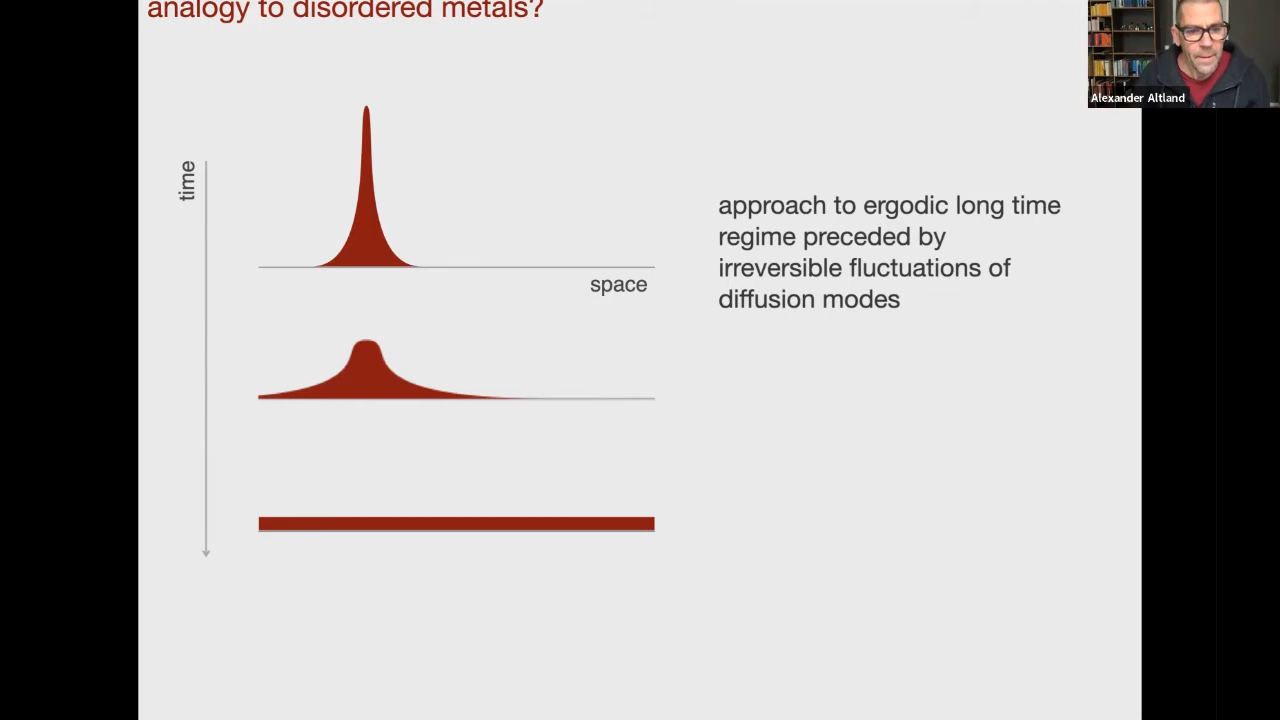 analogy to disordered metals?
Alexander Altland
time
space
approach to ergodic long time
regime preceded by
irreversible fluctuations of
diffusion modes